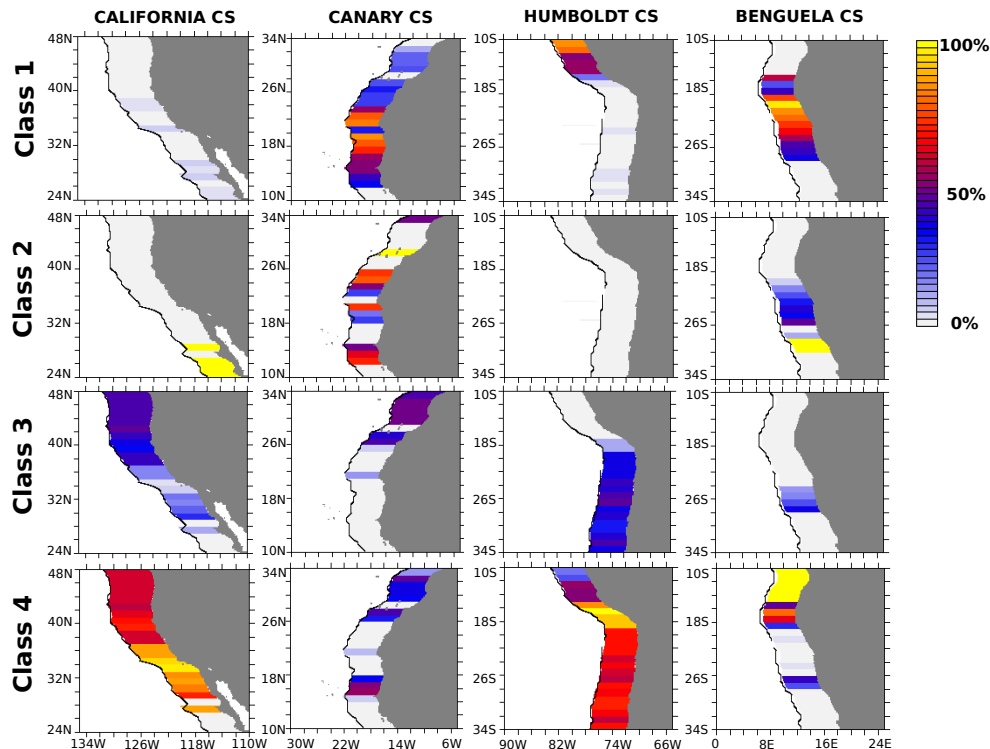 CALIFORNIA CS CANARY CS HUMBOLDT CS BENGUELA CS
Class 1
48N
40N
32N
24N
34N
26N
18N
10N
10S
18S
26S
34S
10S
18S
26S
34S
100%
50%
0%
Class 2
48N
40N
32N
24N
34N
26N
18N
10N
10S
18S
26S
34S
10S
18S
26S
34S
Class 3
48N
40N
32N
24N
34N
26N
18N
10N
10S
18S
26S
34S
10S
18S
26S
34S
Class 4
48N
40N
32N
24N
34N
26N
18N
10N
10S
18S
26S
34S
10S
18S
26S
34S
134W 126W 118W 110W 30W 22W 14W 6W 90W 82W 74W 66W 0 8E 16E 24E